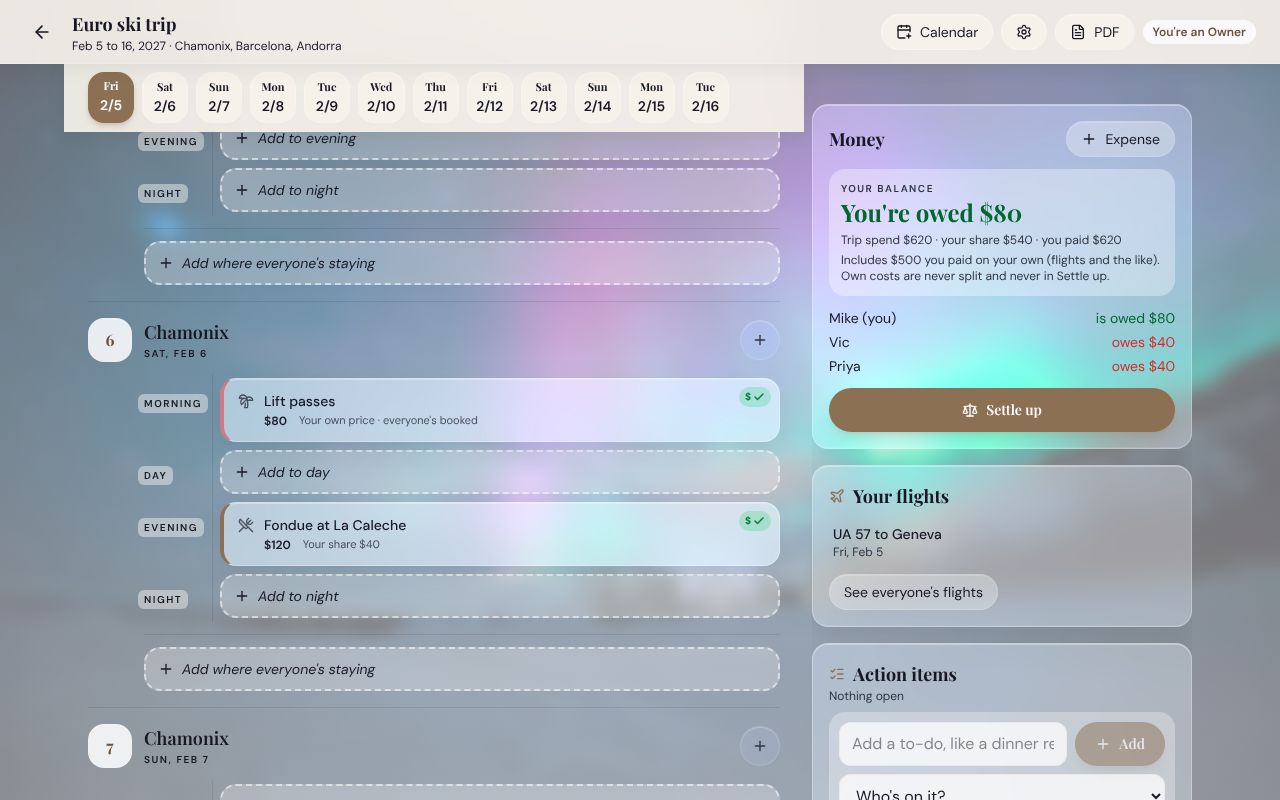 Euro ski trip
Feb 5 to 16, 2027 · Chamonix, Barcelona, Andorra
Calendar
PDF
You're an Owner
Fri 2/5
Sat 2/6
Sun 2/7
Mon 2/8
Tue 2/9
Wed 2/10
Thu 2/11
Fri 2/12
Sat 2/13
Sun 2/14
Mon 2/15
Tue 2/16
EVENING
+ Add to evening
NIGHT
+ Add to night
+ Add where everyone's staying
6
Chamonix
SAT, FEB 6
MORNING
Lift passes
$80 Your own price · everyone's booked
$ ✓
DAY
+ Add to day
EVENING
Fondue at La Caleche
$120 Your share $40
$ ✓
NIGHT
+ Add to night
+ Add where everyone's staying
7
Chamonix
SUN, FEB 7
Money
+ Expense
YOUR BALANCE
You're owed $80
Trip spend $620 · your share $540 · you paid $620
Includes $500 you paid on your own (flights and the like).
Own costs are never split and never in Settle up.
Mike (you) is owed $80
Vic owes $40
Priya owes $40
Settle up
Your flights
UA 57 to Geneva
Fri, Feb 5
See everyone's flights
Action items
Nothing open
Add a to-do, like a dinner re
+ Add
Who's on it?